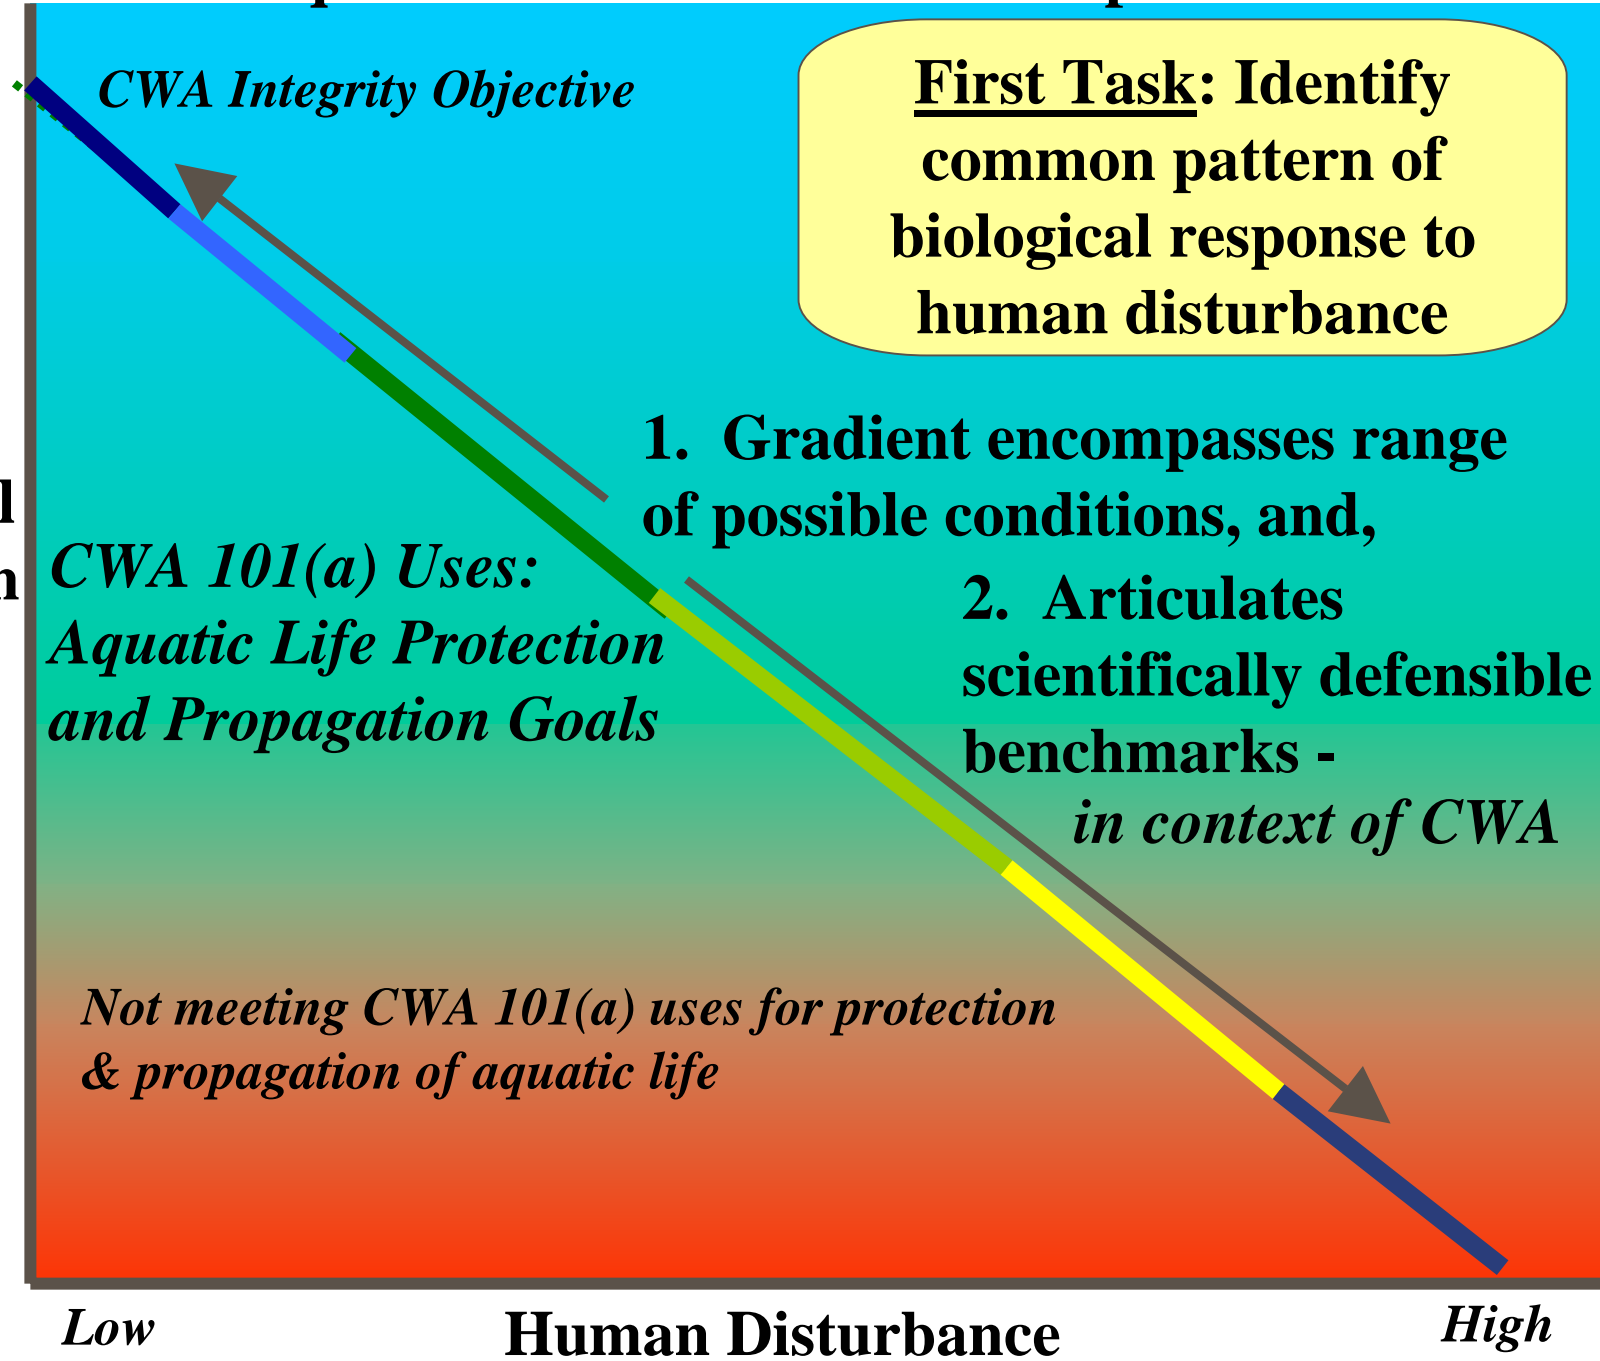 CWA Integrity Objective
First Task: Identify
common pattern of
biological response to
human disturbance
1. Gradient encompasses range
of possible conditions, and,
2. Articulates
scientifically defensible
benchmarks -
in context of CWA
CWA 101(a) Uses:
Aquatic Life Protection
and Propagation Goals
Not meeting CWA 101(a) uses for protection
& propagation of aquatic life
Low
Human Disturbance
High